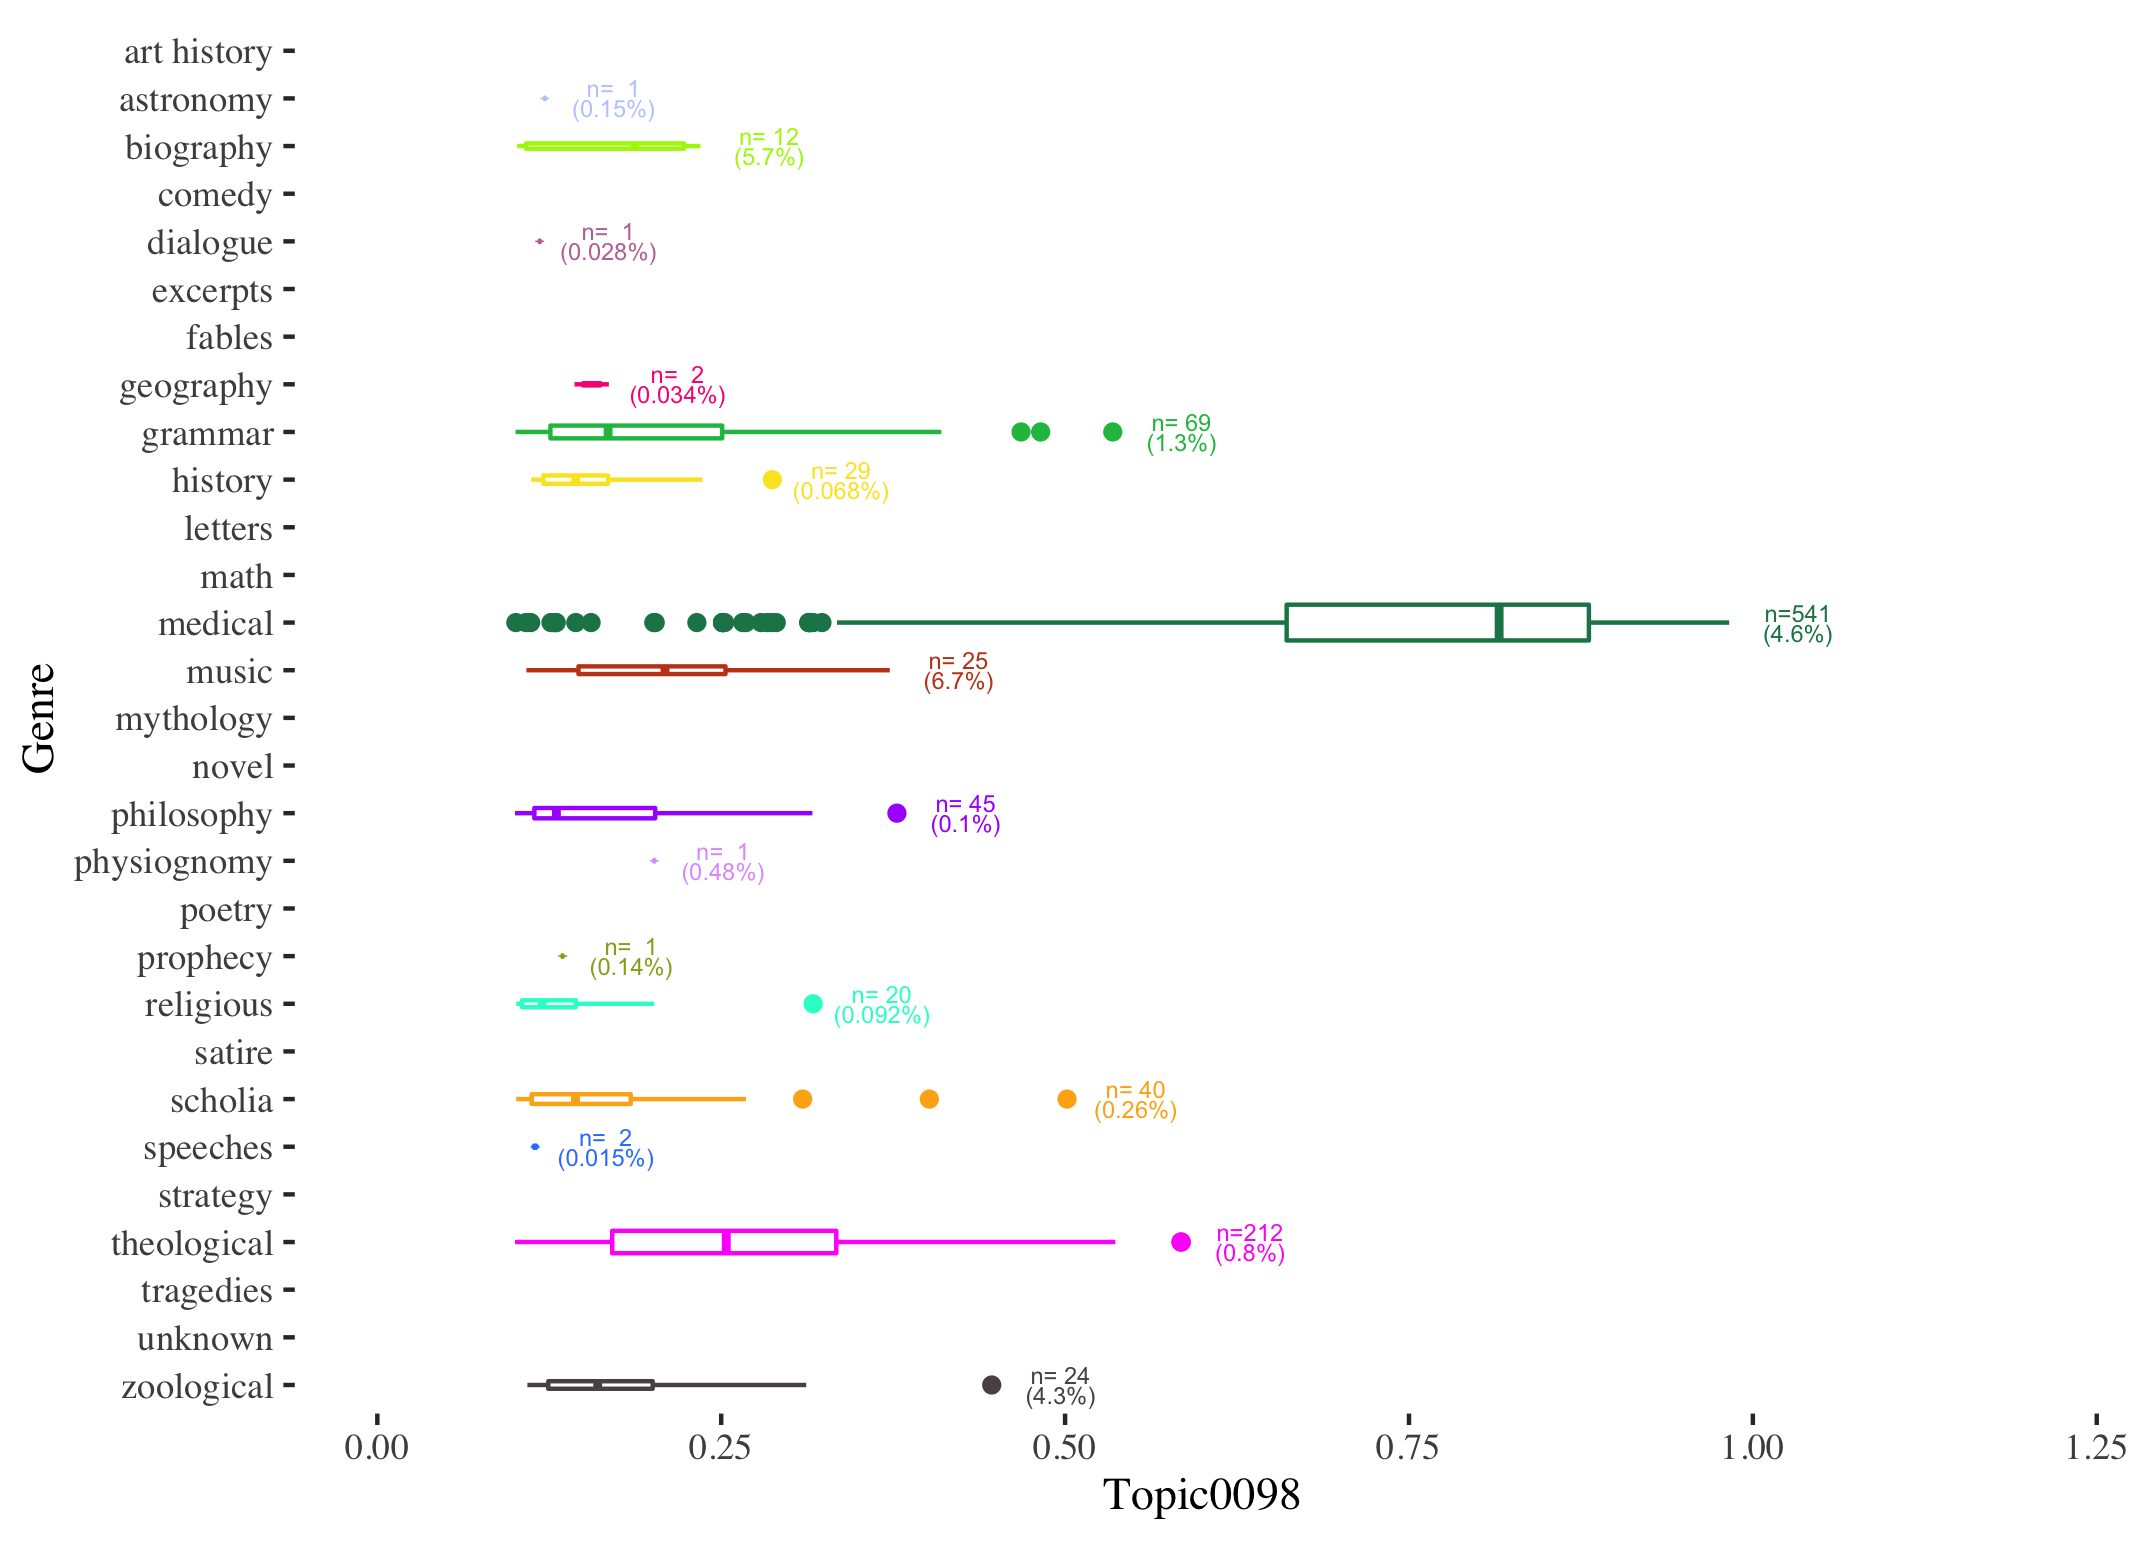 art history
astronomy
n=  1
(0.15%)
biography
n= 12
(5.7%)
comedy
dialogue
n=  1
(0.028%)
excerpts
fables
geography
n=  2
(0.034%)
grammar
n= 69
(1.3%)
history
n= 29
(0.068%)
letters
math
medical
n=541
(4.6%)
music
n= 25
(6.7%)
mythology
novel
philosophy
n= 45
(0.1%)
physiognomy
n=  1
(0.48%)
poetry
prophecy
n=  1
(0.14%)
religious
n= 20
(0.092%)
satire
scholia
n= 40
(0.26%)
speeches
n=  2
(0.015%)
strategy
theological
n=212
(0.8%)
tragedies
unknown
zoological
n= 24
(4.3%)
Genre
0.00 0.25 0.50 0.75 1.00 1.25
Topic0098